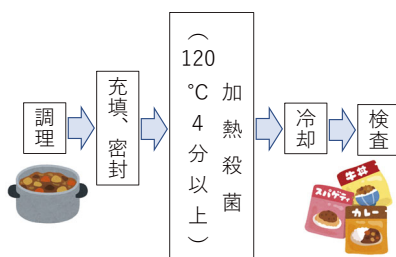 調理
充填、密封
加熱殺菌
（120℃4分以上）
冷却
検査
牛丼
スパゲティ
カレー